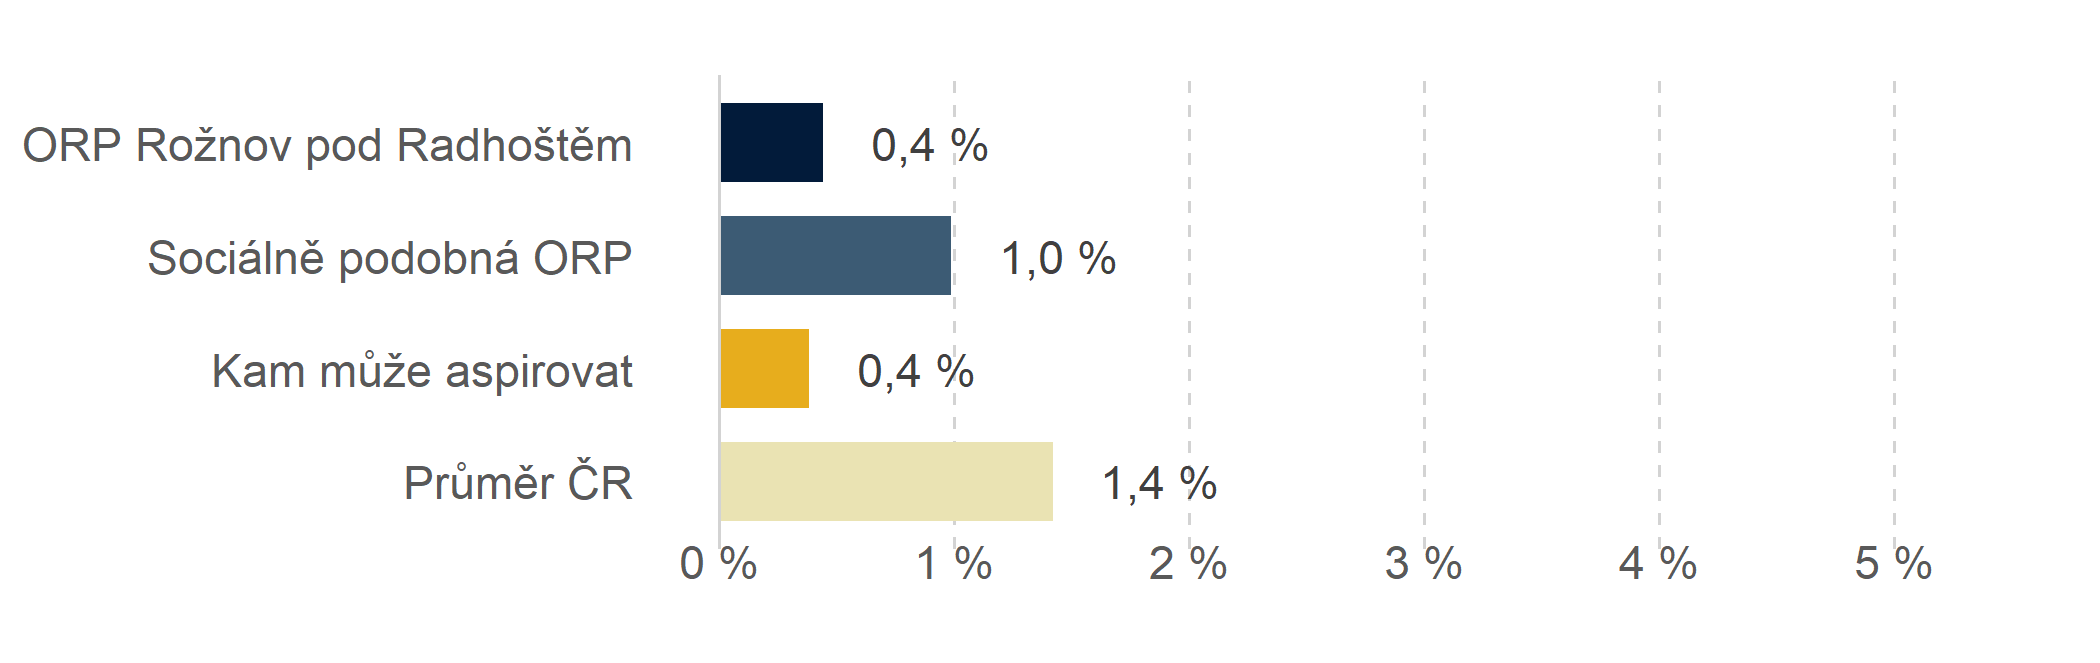 ORP Rožnov pod Radhoštěm 0,4 %
Sociálně podobná ORP 1,0 %
Kam může aspirovat 0,4 %
Průměr ČR 1,4 %
0 % 1 % 2 % 3 % 4 % 5 %